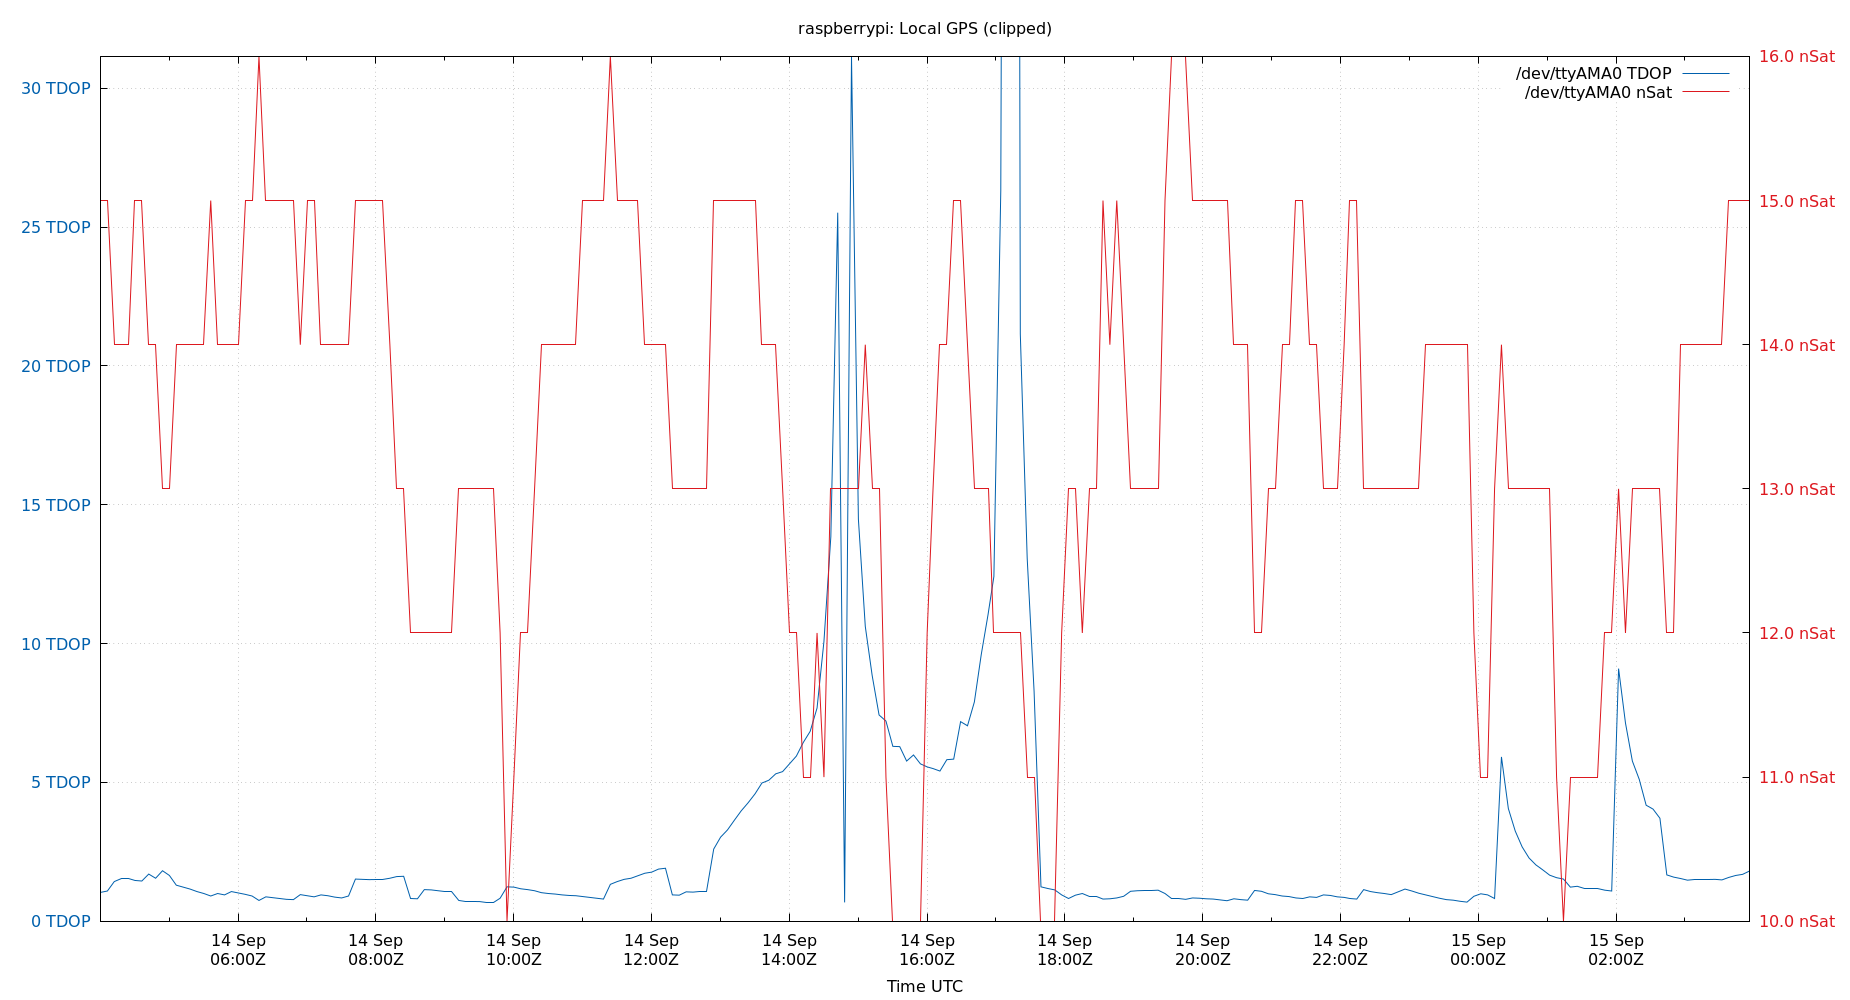 raspberrypi: Local GPS (clipped)
/dev/ttyAMA0 TDOP
/dev/ttyAMA0 nSat
30 TDOP
25 TDOP
20 TDOP
15 TDOP
10 TDOP
5 TDOP
0 TDOP
16.0 nSat
15.0 nSat
14.0 nSat
13.0 nSat
12.0 nSat
11.0 nSat
10.0 nSat
14 Sep
06:00Z
14 Sep
08:00Z
14 Sep
10:00Z
14 Sep
12:00Z
14 Sep
14:00Z
14 Sep
16:00Z
14 Sep
18:00Z
14 Sep
20:00Z
14 Sep
22:00Z
15 Sep
00:00Z
15 Sep
02:00Z
Time UTC